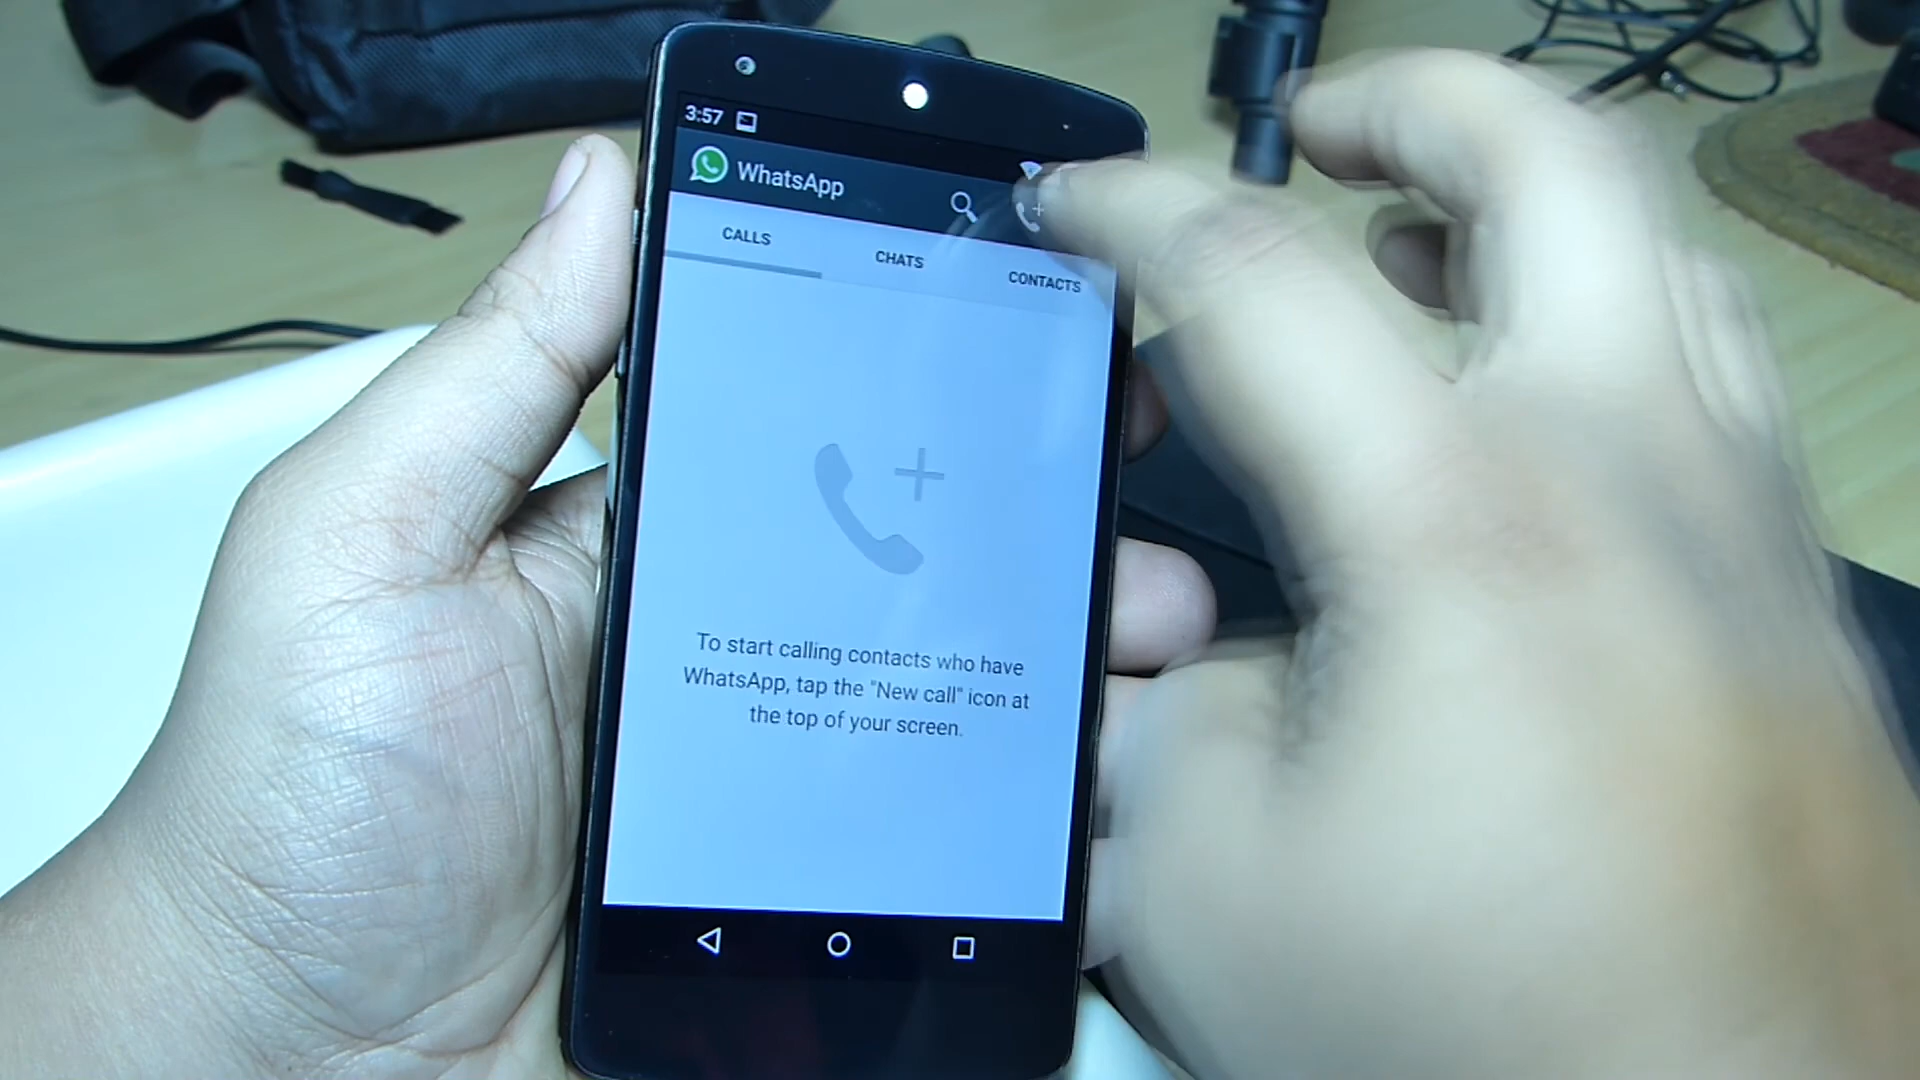 3:57
WhatsApp
CALLS
CHATS
CONTACTS
To start calling contacts who have
WhatsApp, tap the "New call" icon at
the top of your screen.